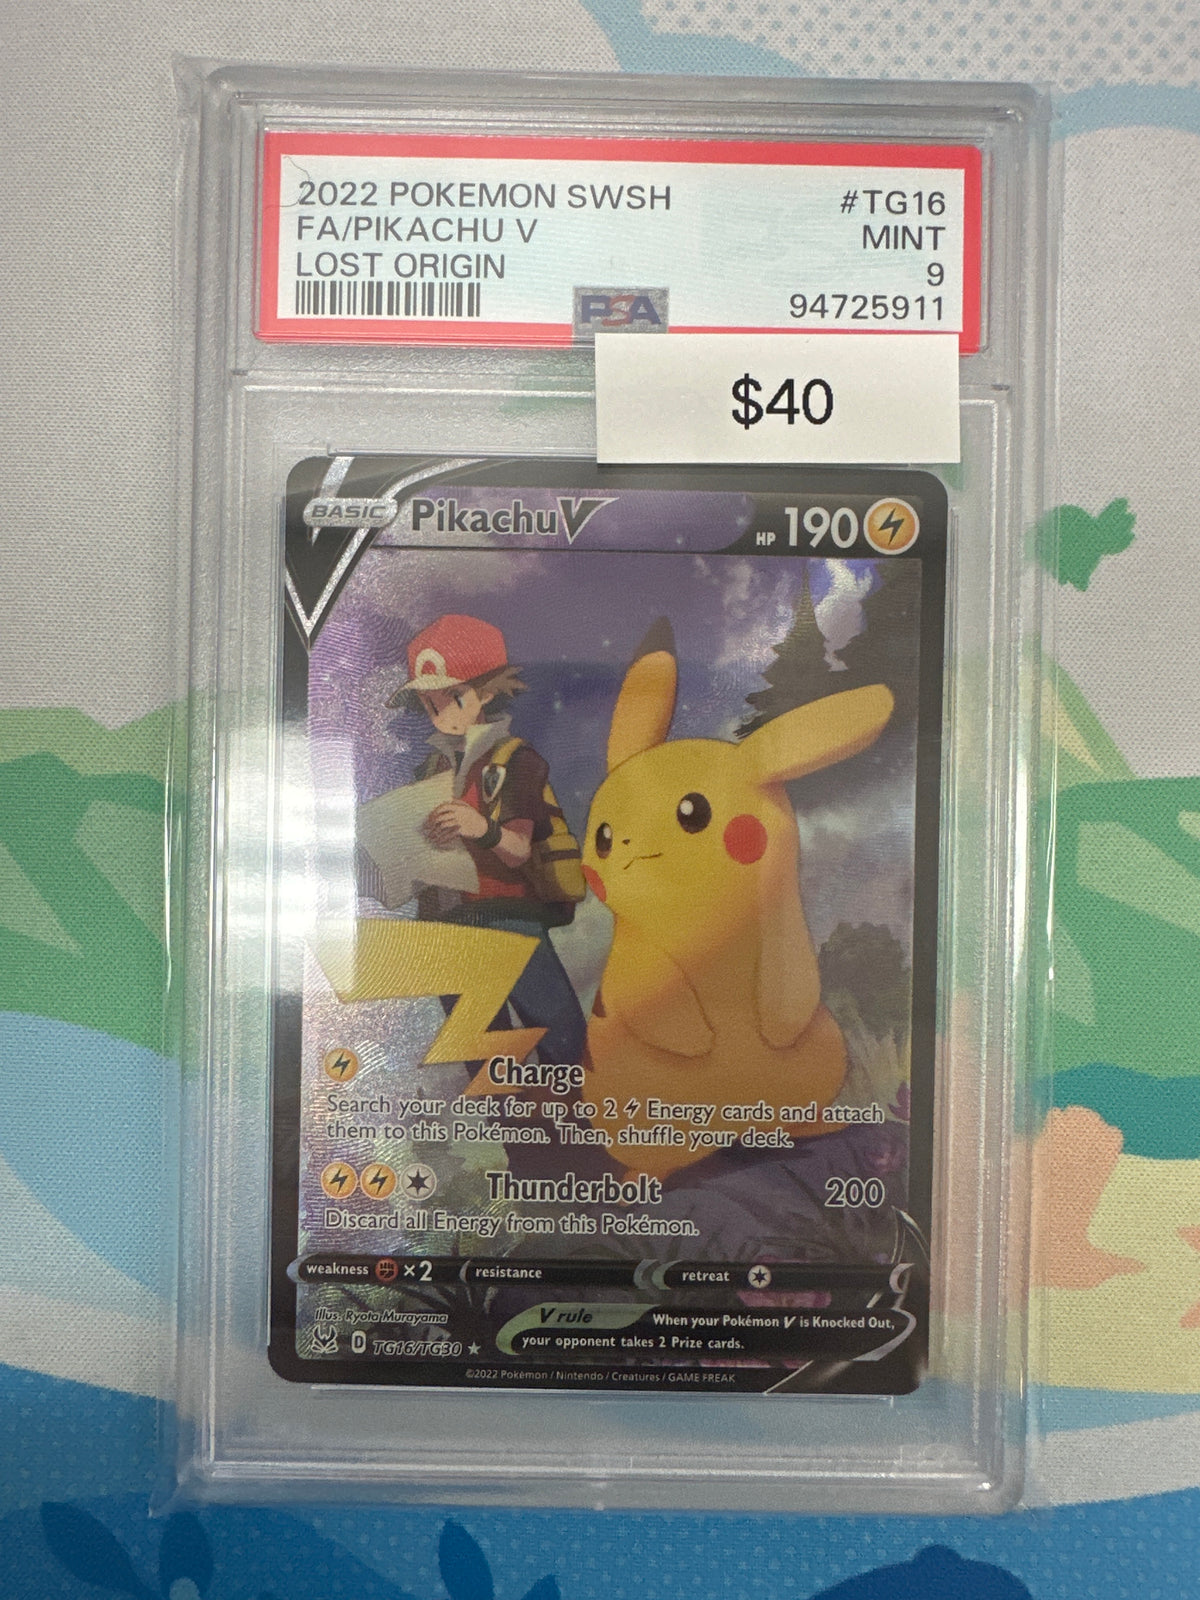 2022 POKEMON SWSH #TG16
FA/PIKACHU V MINT
LOST ORIGIN 9
PSA 94725911
$40
BASIC Pikachu V HP 190
Charge
Search your deck for up to 2 Energy cards and attach
them to this Pokémon. Then, shuffle your deck.
Thunderbolt 200
Discard all Energy from this Pokémon.
weakness ×2 resistance retreat
Illus. Ryota Murayama
V rule When your Pokémon V is Knocked Out,
your opponent takes 2 Prize cards.
D TG16/TG30 ★
©2022 Pokémon / Nintendo / Creatures / GAME FREAK